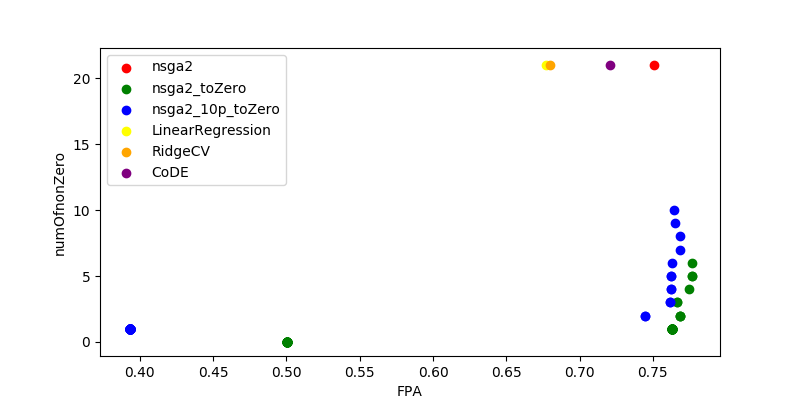 nsga2
nsga2_toZero
nsga2_10p_toZero
LinearRegression
RidgeCV
CoDE
numOfnonZero
20
15
10
5
0
0.40 0.45 0.50 0.55 0.60 0.65 0.70 0.75
FPA